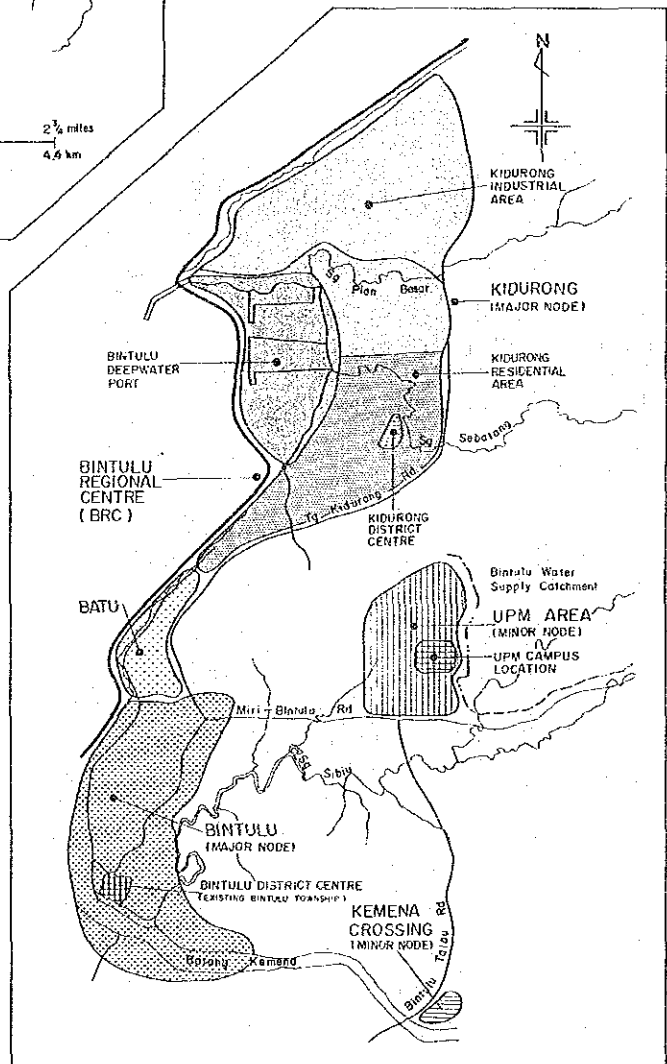 2¾ miles
4.4 km
N
KIDURONG
INDUSTRIAL
AREA
Sg
Plan Besar
KIDURONG
(MAJOR NODE)
BINTULU
DEEPWATER
PORT
KIDURONG
RESIDENTIAL
AREA
Sg Sebatang
BINTULU
REGIONAL
CENTRE
(BRC)
Tg Kidurong Rd
KIDURONG
DISTRICT
CENTRE
Bintulu Water
Supply Catchment
BATU
UPM AREA
(MINOR NODE)
UPM CAMPUS
LOCATION
Miri - Bintulu Rd
Sg Sibiu
BINTULU
(MAJOR NODE)
BINTULU DISTRICT CENTRE
(EXISTING BINTULU TOWNSHIP)
KEMENA
CROSSING
(MINOR NODE)
Batang Kemena
Bintulu Tatau Rd